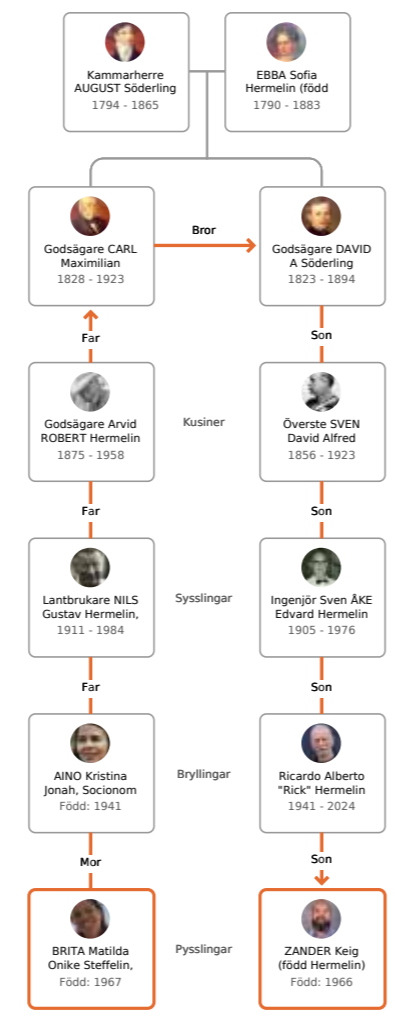 Kammarherre
AUGUST Söderling
1794 - 1865
EBBA Sofia
Hermelin (född
1790 - 1883
Godsägare CARL
Maximilian
1828 - 1923
Bror
Godsägare DAVID
A Söderling
1823 - 1894
Far
Son
Godsägare Arvid
ROBERT Hermelin
1875 - 1958
Kusiner
Överste SVEN
David Alfred
1856 - 1923
Far
Son
Lantbrukare NILS
Gustav Hermelin,
1911 - 1984
Sysslingar
Ingenjör Sven ÅKE
Edvard Hermelin
1905 - 1976
Far
Son
AINO Kristina
Jonah, Socionom
Född: 1941
Bryllingar
Ricardo Alberto
"Rick" Hermelin
1941 - 2024
Mor
Son
BRITA Matilda
Onike Steffelin,
Född: 1967
Pysslingar
ZANDER Keig
(född Hermelin)
Född: 1966